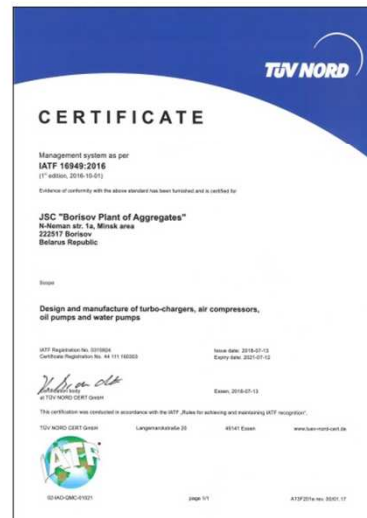 TÜV NORD
CERTIFICATE
Management system as per
IATF 16949:2016
(1st edition, 2016-10-01)
Evidence of conformity with the above standard has been furnished and is certified for
JSC "Borisov Plant of Aggregates"
N-Neman str. 1a, Minsk area
222517 Borisov
Belarus Republic
Scope
Design and manufacture of turbo-chargers, air compressors,
oil pumps and water pumps
IATF Registration No.
Certificate Registration No. 44 111
Issue date: 2018-07-13
Expiry date: 2021-07-12
Certification body
at TÜV NORD CERT GmbH
Essen, 2018-07-13
This certification was conducted in accordance with the IATF „Rules for achieving and maintaining IATF recognition".
TÜV NORD CERT GmbH Langemarckstraße 20 45141 Essen www.tuev-nord-cert.de
IATF
page 1/1